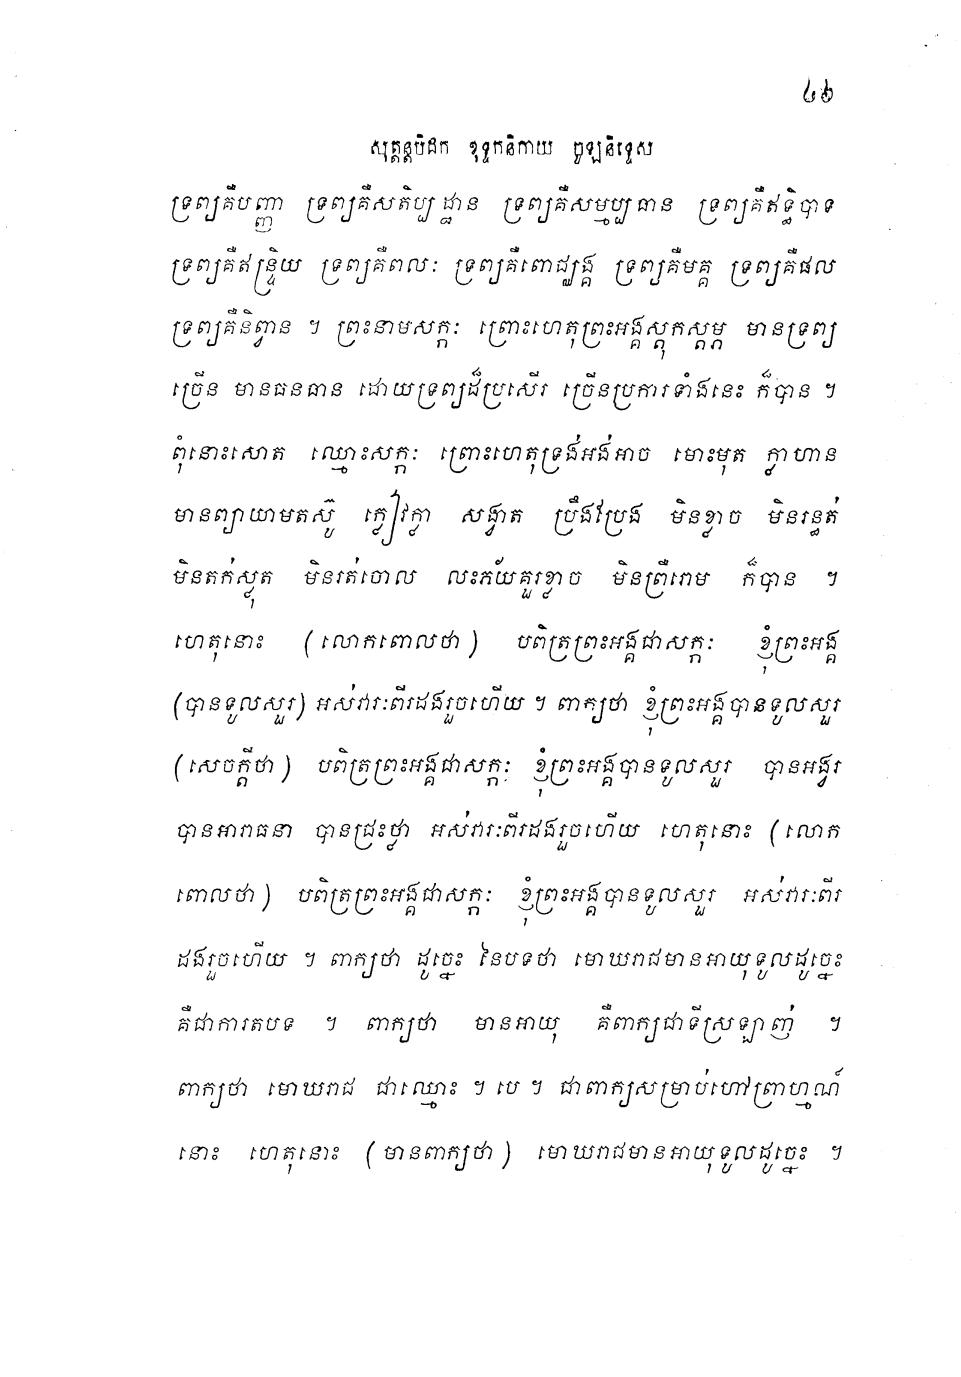 ៤៦
សុត្តន្តបិដក ខុទ្ទកនិកាយ ចូឡនិទ្ទេស
ទ្រព្យគឺបញ្ញា ទ្រព្យគឺសតិប្បដ្ឋាន ទ្រព្យគឺសម្មប្បធាន ទ្រព្យគឺឥទ្ធិបាទ
ទ្រព្យគឺឥន្ទ្រិយ ទ្រព្យគឺពលៈ ទ្រព្យគឺពោជ្ឈង្គ ទ្រព្យគឺមគ្គ ទ្រព្យគឺផល
ទ្រព្យគឺនិព្វាន ។ ព្រះនាមសក្កៈ ព្រោះហេតុព្រះអង្គស្តុកស្តម្ភ មានទ្រព្យ
ច្រើន មានធនធាន ដោយទ្រព្យដ៏ប្រសើរ ច្រើនប្រការទាំងនេះ ក៏បាន ។
ពុំនោះសោត ឈ្មោះសក្កៈ ព្រោះហេតុទ្រង់អង់អាច មោះមុត ក្លាហាន
មានព្យាយាមតស៊ូ ក្លៀវក្លា សង្វាត ប្រឹងប្រែង មិនខ្លាច មិនរន្ធត់
មិនតក់ស្លុត មិនរត់ចោល លះភ័យគួរខ្លាច មិនព្រឺរោម ក៏បាន ។
ហេតុនោះ (លោកពោលថា) បពិត្រព្រះអង្គជាសក្កៈ ខ្ញុំព្រះអង្គ
(បានទូលសួរ) អស់វារៈពីរដងរួចហើយ ។ ពាក្យថា ខ្ញុំព្រះអង្គបានទូលសួរ
(សេចក្តីថា) បពិត្រព្រះអង្គជាសក្កៈ ខ្ញុំព្រះអង្គបានទូលសួរ បានអង្វរ
បានអារាធនា បានជ្រះថ្លា អស់វារៈពីរដងរួចហើយ ហេតុនោះ (លោក
ពោលថា) បពិត្រព្រះអង្គជាសក្កៈ ខ្ញុំព្រះអង្គបានទូលសួរ អស់វារៈពីរ
ដងរួចហើយ ។ ពាក្យថា ដូច្នេះ នៃបទថា មោឃរាជមានអាយុទូលដូច្នេះ
គឺជាការតបទ ។ ពាក្យថា មានអាយុ គឺពាក្យជាទីស្រឡាញ់ ។
ពាក្យថា មោឃរាជ ជាឈ្មោះ ។ បេ ។ ជាពាក្យសម្រាប់ហៅព្រាហ្មណ៍
នោះ ហេតុនោះ (មានពាក្យថា) មោឃរាជមានអាយុទូលដូច្នេះ ។